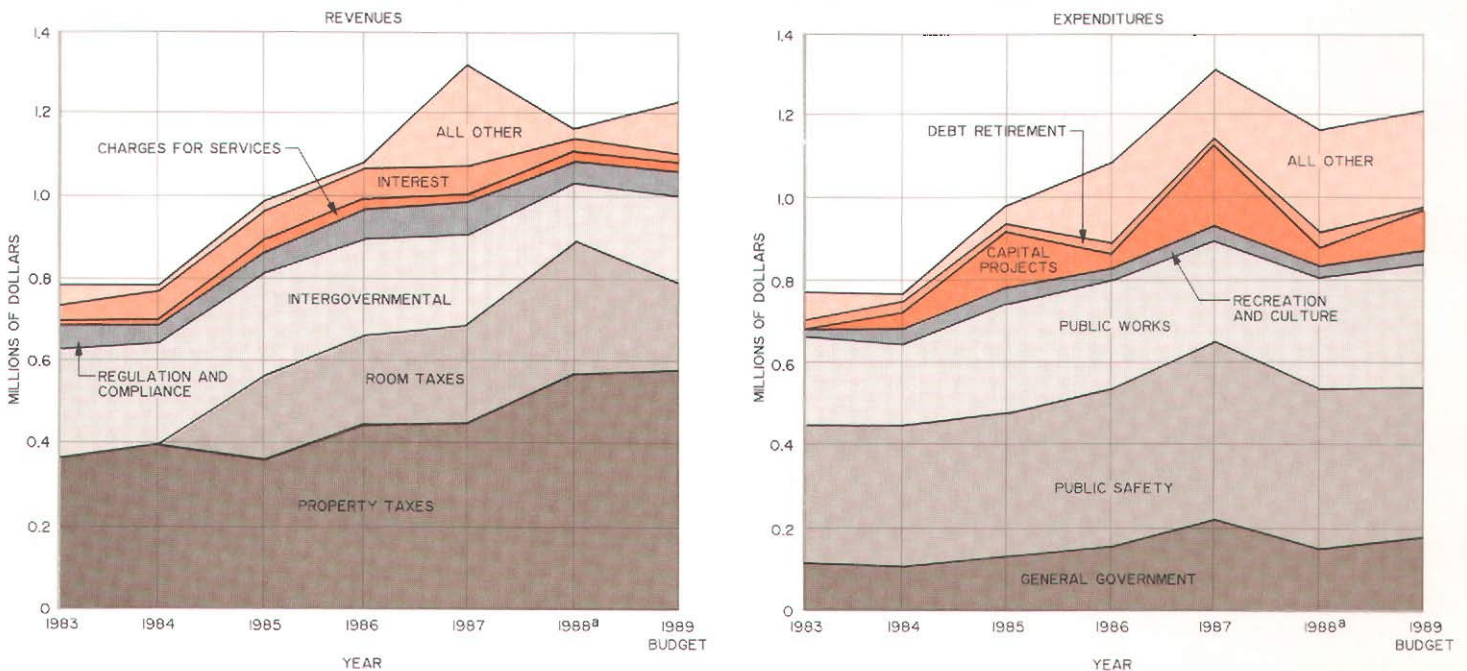 REVENUES
MILLIONS OF DOLLARS
1.4
1.2
1.0
0.8
0.6
0.4
0.2
0
ALL OTHER
CHARGES FOR SERVICES
INTEREST
INTERGOVERNMENTAL
REGULATION AND
COMPLIANCE
ROOM TAXES
PROPERTY TAXES
1983 1984 1985 1986 1987 1988a 1989
BUDGET
YEAR
EXPENDITURES
MILLIONS OF DOLLARS
1.4
1.2
1.0
0.8
0.6
0.4
0.2
0
DEBT RETIREMENT
ALL OTHER
CAPITAL
PROJECTS
RECREATION
AND CULTURE
PUBLIC WORKS
PUBLIC SAFETY
GENERAL GOVERNMENT
1983 1984 1985 1986 1987 1988a 1989
BUDGET
YEAR